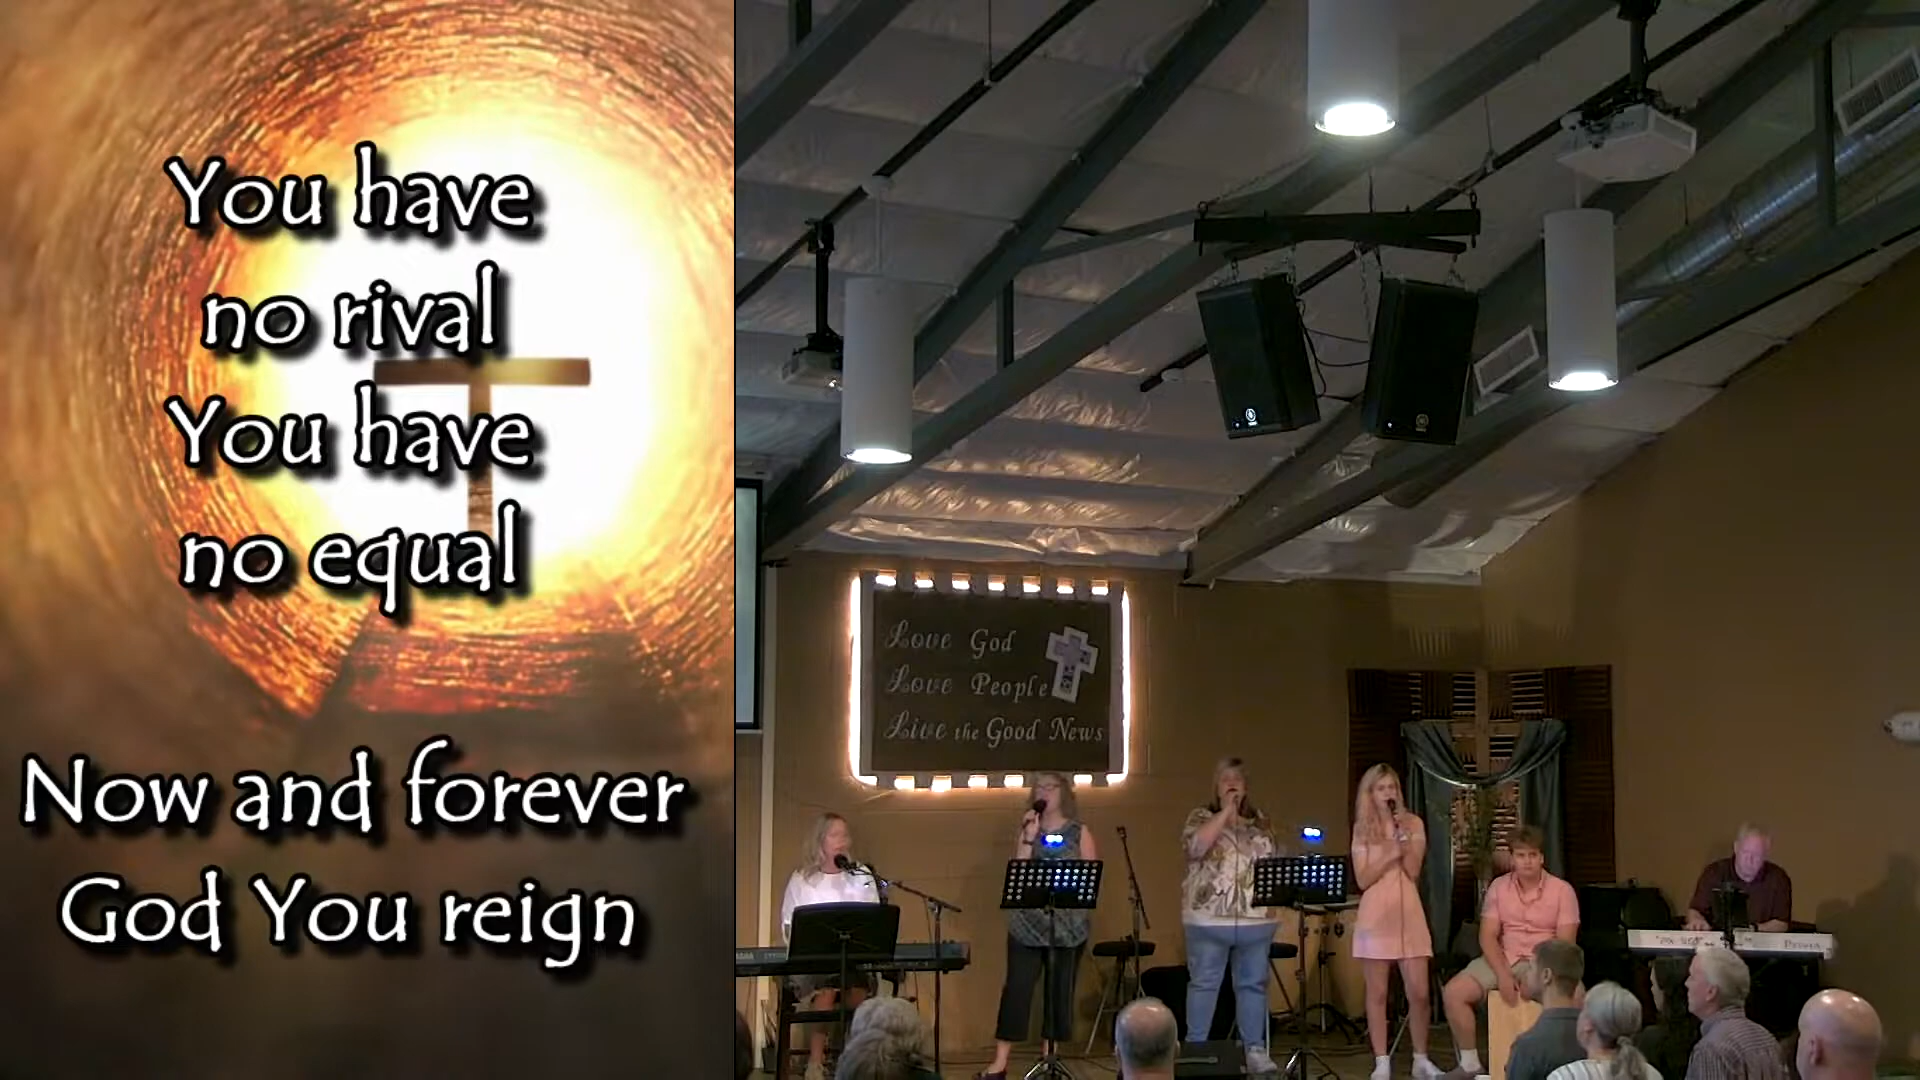 You have
no rival
You have
no equal
Now and forever
God You reign
Love God
Love People
Live the Good News